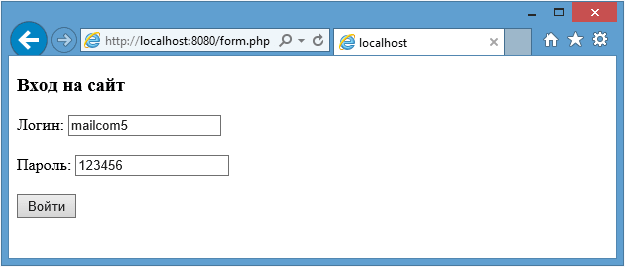 http://localhost:8080/form.php
localhost
Вход на сайт
Логин: mailcom5
Пароль: 123456
Войти